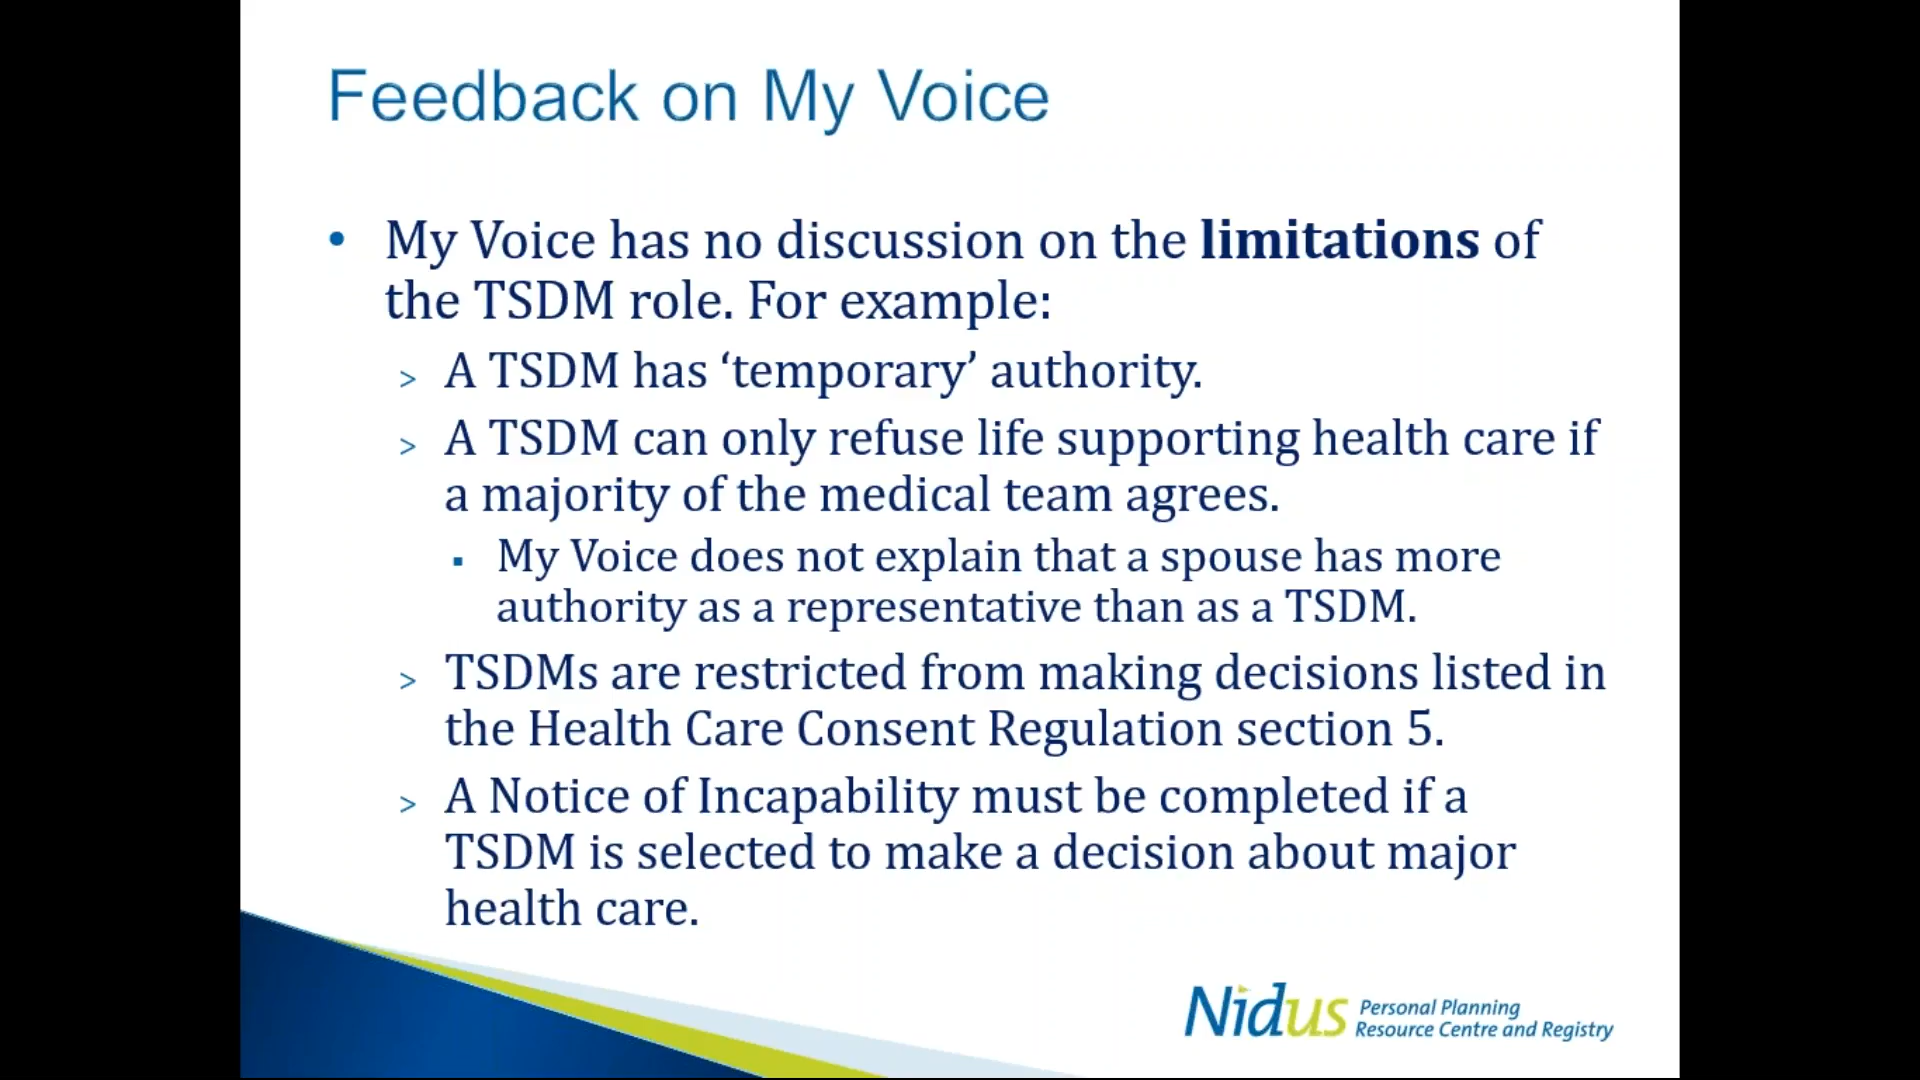 Feedback on My Voice
• My Voice has no discussion on the limitations of
the TSDM role. For example:
> A TSDM has ‘temporary’ authority.
> A TSDM can only refuse life supporting health care if
a majority of the medical team agrees.
▪ My Voice does not explain that a spouse has more
authority as a representative than as a TSDM.
> TSDMs are restricted from making decisions listed in
the Health Care Consent Regulation section 5.
> A Notice of Incapability must be completed if a
TSDM is selected to make a decision about major
health care.
Nidus Personal Planning
Resource Centre and Registry